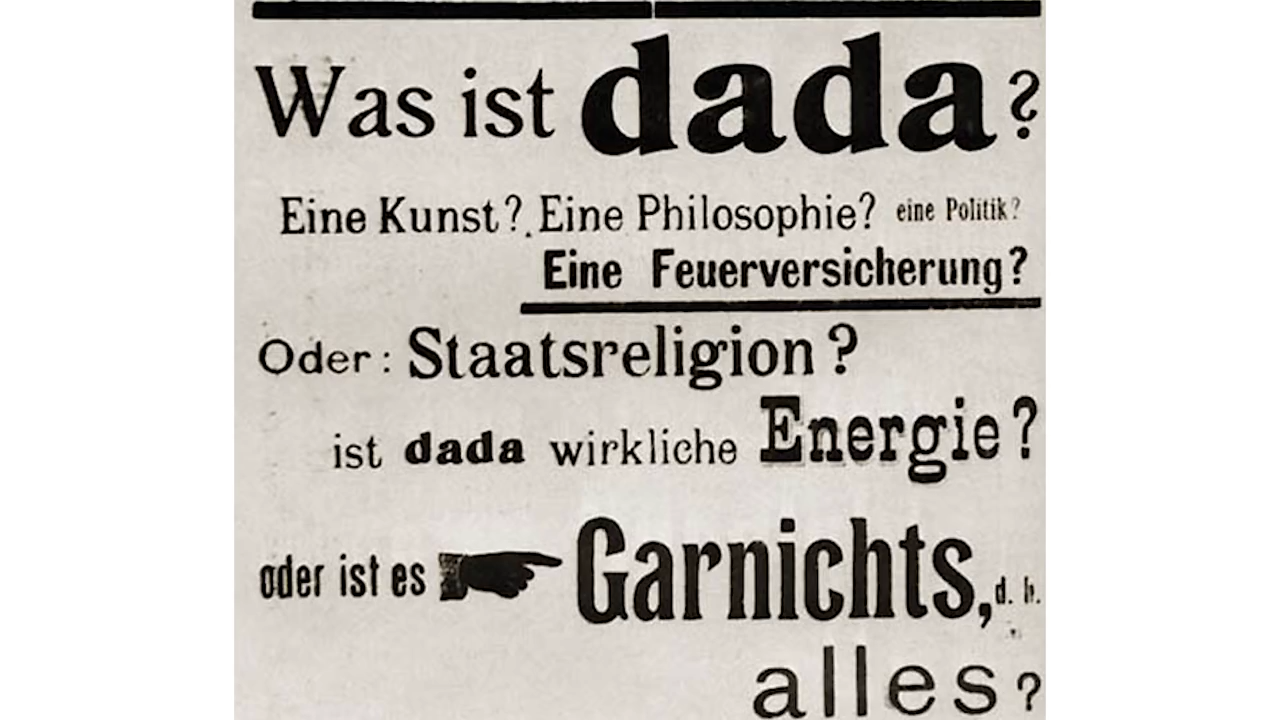 Was ist dada?
Eine Kunst? Eine Philosophie? eine Politik?
Eine Feuerversicherung?
Oder: Staatsreligion?
ist dada wirkliche Energie?
oder ist es Garnichts, d. h.
alles?